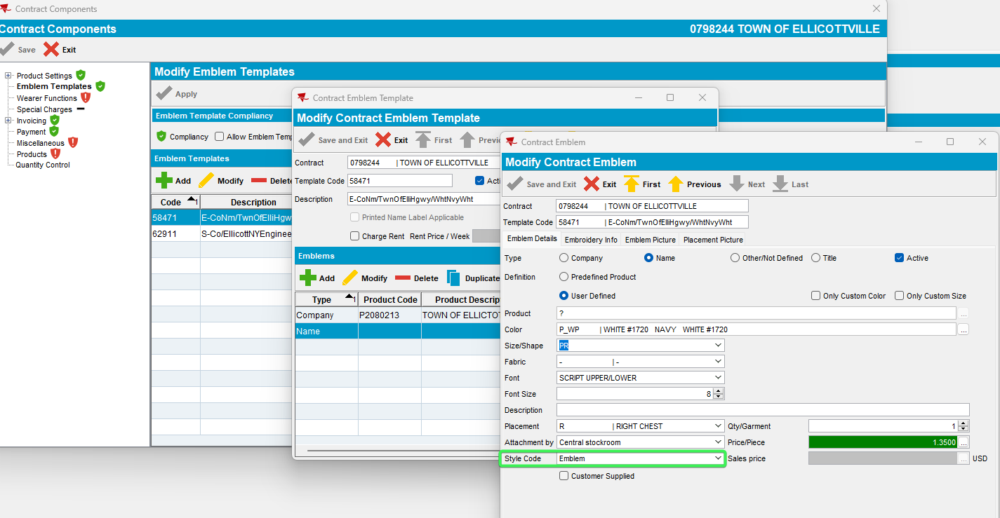 Contract Components
Contract Components 0798244 TOWN OF ELLICOTTVILLE
Save Exit
Product Settings
Emblem Templates
Wearer Functions
Special Charges
Invoicing
Payment
Miscellaneous
Products
Quantity Control
Modify Emblem Templates
Apply
Emblem Template Compliancy
Compliancy Allow Emblem Temp
Emblem Templates
Add Modify Delete
Code 1 Description
58471 E-CoNm/TwnOfElliHgw
62911 S-Co/EllicottNYEnginee
Contract Emblem Template
Modify Contract Emblem Template
Save and Exit Exit First Previ
Contract 0798244 | TOWN OF ELLICOTTVILLE
Template Code 58471 Acti
Description E-CoNm/TwnOfElliHgwy/WhtNvyWht
Printed Name Label Applicable
Charge Rent Rent Price / Week
Emblems
Add Modify Delete Duplicate
Type 1 Product Code Product Descrip
Company P2080213 TOWN OF ELLICTOT
Name
Contract Emblem
Modify Contract Emblem
Save and Exit Exit First Previous Next Last
Contract 0798244 | TOWN OF ELLICOTTVILLE
Template Code 58471 | E-CoNm/TwnOfElliHgwy/WhtNvyWht
Emblem Details Embroidery Info Emblem Picture Placement Picture
Type Company Name Other/Not Defined Title Active
Definition Predefined Product
User Defined Only Custom Color Only Custom Size
Product ? ...
Color P_WP | WHITE #1720 NAVY WHITE #1720 ...
Size/Shape PR
Fabric - | -
Font SCRIPT UPPER/LOWER
Font Size 8
Description
Placement R | RIGHT CHEST Qty/Garment 1
Attachment by Central stockroom Price/Piece 1.3500 ...
Style Code Emblem Sales price ... USD
Customer Supplied